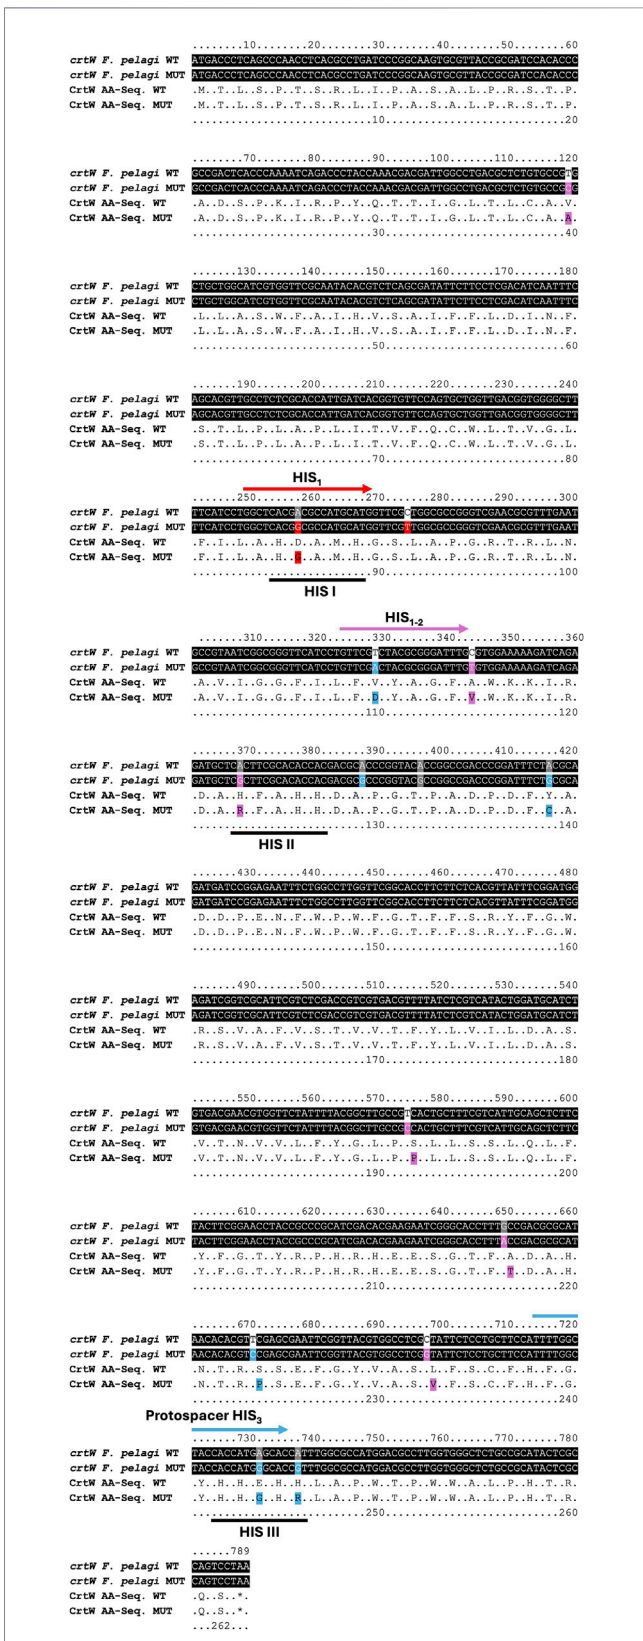 ........10........20........30........40........50........60
crtW F. pelagi WT ATGACCCTCAGCCCAACCTCACGCCTGATCCCGGCAAGTGCGTTACCGCGATCCACACCC
crtW F. pelagi MUT ATGACCCTCAGCCCAACCTCACGCCTGATCCCGGCAAGTGCGTTACCGCGATCCACACCC
CrtW AA-Seq. WT .M..T..L..S..P..T..S..R..L..I..P..A..S..A..L..P..R..S..T..P.
CrtW AA-Seq. MUT .M..T..L..S..P..T..S..R..L..I..P..A..S..A..L..P..R..S..T..P.
............................10............................20
........70........80........90.......100.......110.......120
crtW F. pelagi WT GCCGACTCACCCAAAATCAGACCCTACCAAACGACGATTGGCCTGACGCTCTGTGCCGTG
crtW F. pelagi MUT GCCGACTCACCCAAAATCAGACCCTACCAAACGACGATTGGCCTGACGCTCTGTGCCGCG
CrtW AA-Seq. WT .A..D..S..P..K..I..R..P..Y..Q..T..T..I..G..L..T..L..C..A..V.
CrtW AA-Seq. MUT .A..D..S..P..K..I..R..P..Y..Q..T..T..I..G..L..T..L..C..A..A.
............................30............................40
.......130.......140.......150.......160.......170.......180
crtW F. pelagi WT CTGCTGGCATCGTGGTTCGCAATACACGTCTCAGCGATATTCTTCCTCGACATCAATTTC
crtW F. pelagi MUT CTGCTGGCATCGTGGTTCGCAATACACGTCTCAGCGATATTCTTCCTCGACATCAATTTC
CrtW AA-Seq. WT .L..L..A..S..W..F..A..I..H..V..S..A..I..F..F..L..D..I..N..F.
CrtW AA-Seq. MUT .L..L..A..S..W..F..A..I..H..V..S..A..I..F..F..L..D..I..N..F.
............................50............................60
.......190.......200.......210.......220.......230.......240
crtW F. pelagi WT AGCACGTTGCCTCTCGCACCATTGATCACGGTGTTCCAGTGCTGGTTGACGGTGGGGCTT
crtW F. pelagi MUT AGCACGTTGCCTCTCGCACCATTGATCACGGTGTTCCAGTGCTGGTTGACGGTGGGGCTT
CrtW AA-Seq. WT .S..T..L..P..L..A..P..L..I..T..V..F..Q..C..W..L..T..V..G..L.
CrtW AA-Seq. MUT .S..T..L..P..L..A..P..L..I..T..V..F..Q..C..W..L..T..V..G..L.
............................70............................80
HIS1
.......250.......260.......270.......280.......290.......300
crtW F. pelagi WT TTCATCCTGGCTCACGACGCCATGCATGGTTCGCTGGCGCCGGGTCGAACGCGTTTGAAT
crtW F. pelagi MUT TTCATCCTGGCTCACGGCGCCATGCATGGTTCGTTGGCGCCGGGTCGAACGCGTTTGAAT
CrtW AA-Seq. WT .F..I..L..A..H..D..A..M..H..G..S..L..A..P..G..R..T..R..L..N.
CrtW AA-Seq. MUT .F..I..L..A..H..G..A..M..H..G..S..L..A..P..G..R..T..R..L..N.
............................90...........................100
HIS I
HIS1-2
.......310.......320.......330.......340.......350.......360
crtW F. pelagi WT GCCGTAATCGGCGGGTTCATCCTGTTCGTCTACGCGGGATTTGCGTGGAAAAAGATCAGA
crtW F. pelagi MUT GCCGTAATCGGCGGGTTCATCCTGTTCGACTACGCGGGATTTGTGTGGAAAAAGATCAGA
CrtW AA-Seq. WT .A..V..I..G..G..F..I..L..F..V..Y..A..G..F..A..W..K..K..I..R.
CrtW AA-Seq. MUT .A..V..I..G..G..F..I..L..F..D..Y..A..G..F..V..W..K..K..I..R.
...........................110...........................120
.......370.......380.......390.......400.......410.......420
crtW F. pelagi WT GATGCTCACTTCGCACACCACGACGCACCCGGTACACCGGCCGACCCGGATTTCTACGCA
crtW F. pelagi MUT GATGCTCGCTTCGCACACCACGACGCGCCCGGTACGCCGGCCGACCCGGATTTCTGCGCA
CrtW AA-Seq. WT .D..A..H..F..A..H..H..D..A..P..G..T..P..A..D..P..D..F..Y..A.
CrtW AA-Seq. MUT .D..A..R..F..A..H..H..D..A..P..G..T..P..A..D..P..D..F..C..A.
...........................130...........................140
HIS II
.......430.......440.......450.......460.......470.......480
crtW F. pelagi WT GATGATCCGGAGAATTTCTGGCCTTGGTTCGGCACCTTCTTCTCACGTTATTTCGGATGG
crtW F. pelagi MUT GATGATCCGGAGAATTTCTGGCCTTGGTTCGGCACCTTCTTCTCACGTTATTTCGGATGG
CrtW AA-Seq. WT .D..D..P..E..N..F..W..P..W..F..G..T..F..F..S..R..Y..F..G..W.
CrtW AA-Seq. MUT .D..D..P..E..N..F..W..P..W..F..G..T..F..F..S..R..Y..F..G..W.
...........................150...........................160
.......490.......500.......510.......520.......530.......540
crtW F. pelagi WT AGATCGGTCGCATTCGTCTCGACCGTCGTGACGTTTTATCTCGTCATACTGGATGCATCT
crtW F. pelagi MUT AGATCGGTCGCATTCGTCTCGACCGTCGTGACGTTTTATCTCGTCATACTGGATGCATCT
CrtW AA-Seq. WT .R..S..V..A..F..V..S..T..V..V..T..F..Y..L..V..I..L..D..A..S.
CrtW AA-Seq. MUT .R..S..V..A..F..V..S..T..V..V..T..F..Y..L..V..I..L..D..A..S.
...........................170...........................180
.......550.......560.......570.......580.......590.......600
crtW F. pelagi WT GTGACGAACGTGGTTCTATTTTACGGCTTGCCGTCACTGCTTTCGTCATTGCAGCTCTTC
crtW F. pelagi MUT GTGACGAACGTGGTTCTATTTTACGGCTTGCCGCCACTGCTTTCGTCATTGCAGCTCTTC
CrtW AA-Seq. WT .V..T..N..V..V..L..F..Y..G..L..P..S..L..L..S..S..L..Q..L..F.
CrtW AA-Seq. MUT .V..T..N..V..V..L..F..Y..G..L..P..P..L..L..S..S..L..Q..L..F.
...........................190...........................200
.......610.......620.......630.......640.......650.......660
crtW F. pelagi WT TACTTCGGAACCTACCGCCCGCATCGACACGAAGAATCGGGCACCTTTGCCGACGCGCAT
crtW F. pelagi MUT TACTTCGGAACCTACCGCCCGCATCGACACGAAGAATCGGGCACCTTTACCGACGCGCAT
CrtW AA-Seq. WT .Y..F..G..T..Y..R..P..H..R..H..E..E..S..G..T..F..A..D..A..H.
CrtW AA-Seq. MUT .Y..F..G..T..Y..R..P..H..R..H..E..E..S..G..T..F..T..D..A..H.
...........................210...........................220
.......670.......680.......690.......700.......710.......720
crtW F. pelagi WT AACACACGTTCGAGCGAATTCGGTTACGTGGCCTCGCTATTCTCCTGCTTCCATTTTGGC
crtW F. pelagi MUT AACACACGTCCGAGCGAATTCGGTTACGTGGCCTCGGTATTCTCCTGCTTCCATTTTGGC
CrtW AA-Seq. WT .N..T..R..S..S..E..F..G..Y..V..A..S..L..F..S..C..F..H..F..G.
CrtW AA-Seq. MUT .N..T..R..P..S..E..F..G..Y..V..A..S..V..F..S..C..F..H..F..G.
...........................230...........................240
Protospacer HIS3
.......730.......740.......750.......760.......770.......780
crtW F. pelagi WT TACCACCATGAGCACCATTTGGCGCCATGGACGCCTTGGTGGGCTCTGCCGCATACTCGC
crtW F. pelagi MUT TACCACCATGGGCACCGTTTGGCGCCATGGACGCCTTGGTGGGCTCTGCCGCATACTCGC
CrtW AA-Seq. WT .Y..H..H..E..H..H..L..A..P..W..T..P..W..W..A..L..P..H..T..R.
CrtW AA-Seq. MUT .Y..H..H..G..H..R..L..A..P..W..T..P..W..W..A..L..P..H..T..R.
...........................250...........................260
HIS III
......789
crtW F. pelagi WT CAGTCCTAA
crtW F. pelagi MUT CAGTCCTAA
CrtW AA-Seq. WT .Q..S..*.
CrtW AA-Seq. MUT .Q..S..*.
...262...